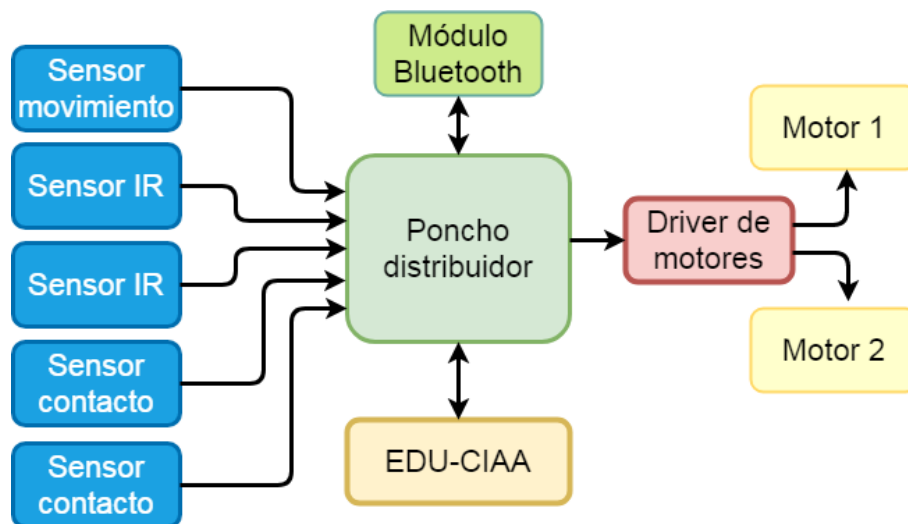 Sensor
movimiento
Sensor IR
Sensor IR
Sensor
contacto
Sensor
contacto
Módulo
Bluetooth
Poncho
distribuidor
EDU-CIAA
Driver de
motores
Motor 1
Motor 2